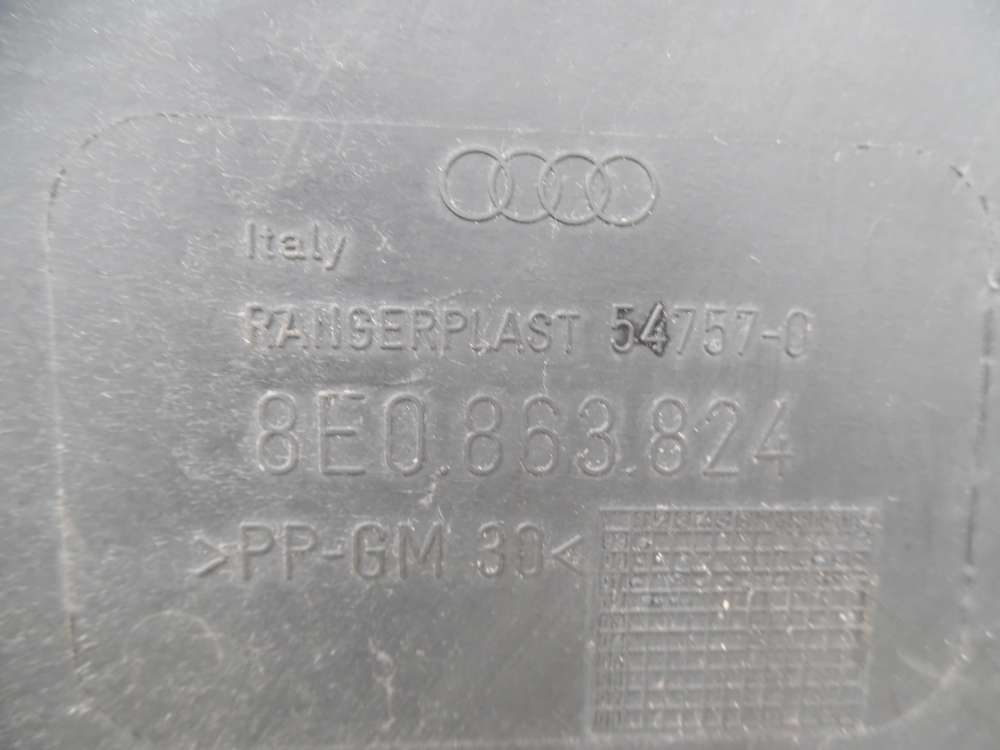 Italy
RANGERPLAST 54757-0
8E0.863.824
>PP-GM 30<